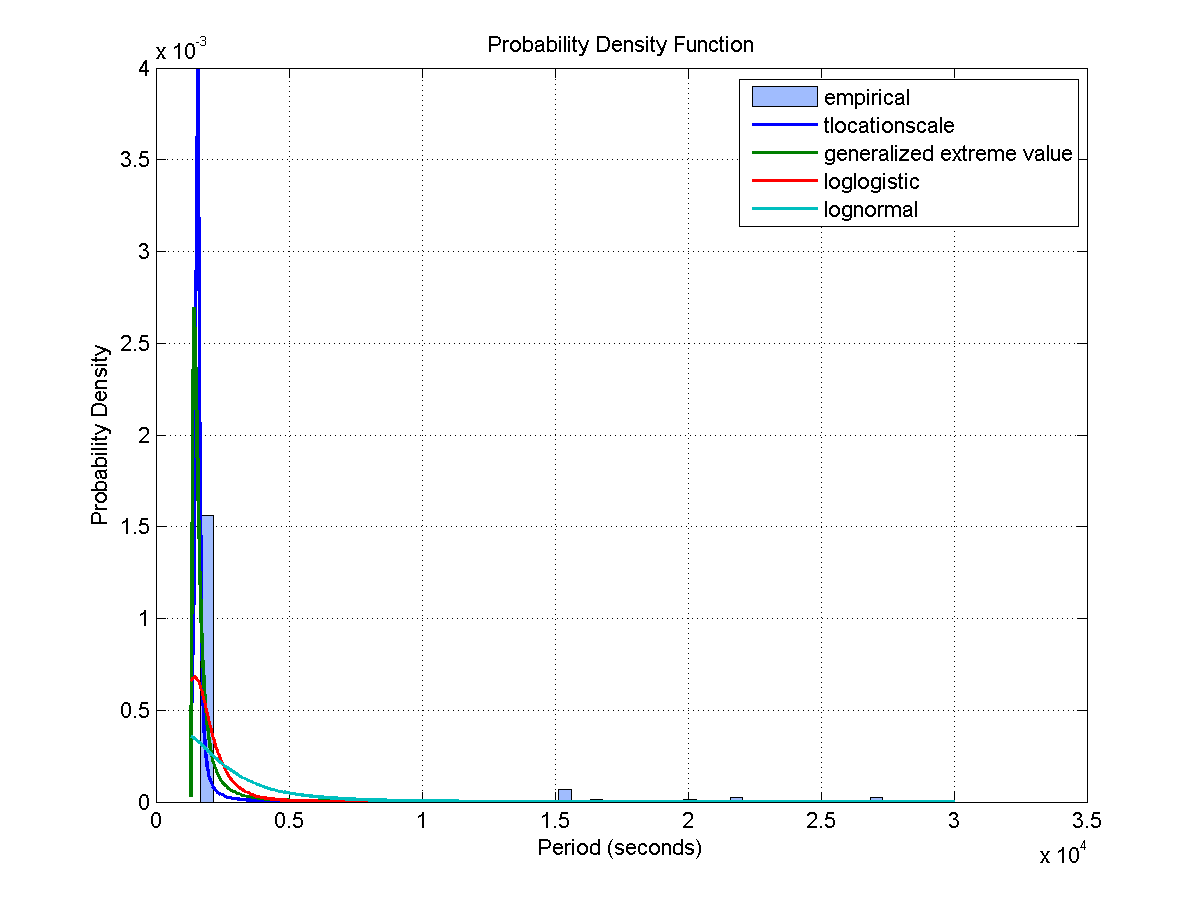 Probability Density Function
x 10^-3
4
3.5
3
2.5
2
1.5
1
0.5
0
Probability Density
empirical
tlocationscale
generalized extreme value
loglogistic
lognormal
0 0.5 1 1.5 2 2.5 3 3.5
Period (seconds)
x 10^4